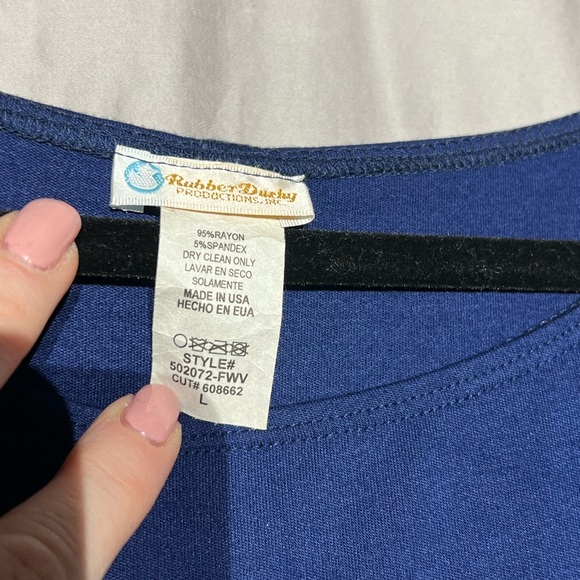 Rubber Ducky
PRODUCTIONS, INC.
95%RAYON
5%SPANDEX
DRY CLEAN ONLY
LAVAR EN SECO
SOLAMENTE
MADE IN USA
HECHO EN EUA
STYLE#
502072-FWV
CUT# 608662
L